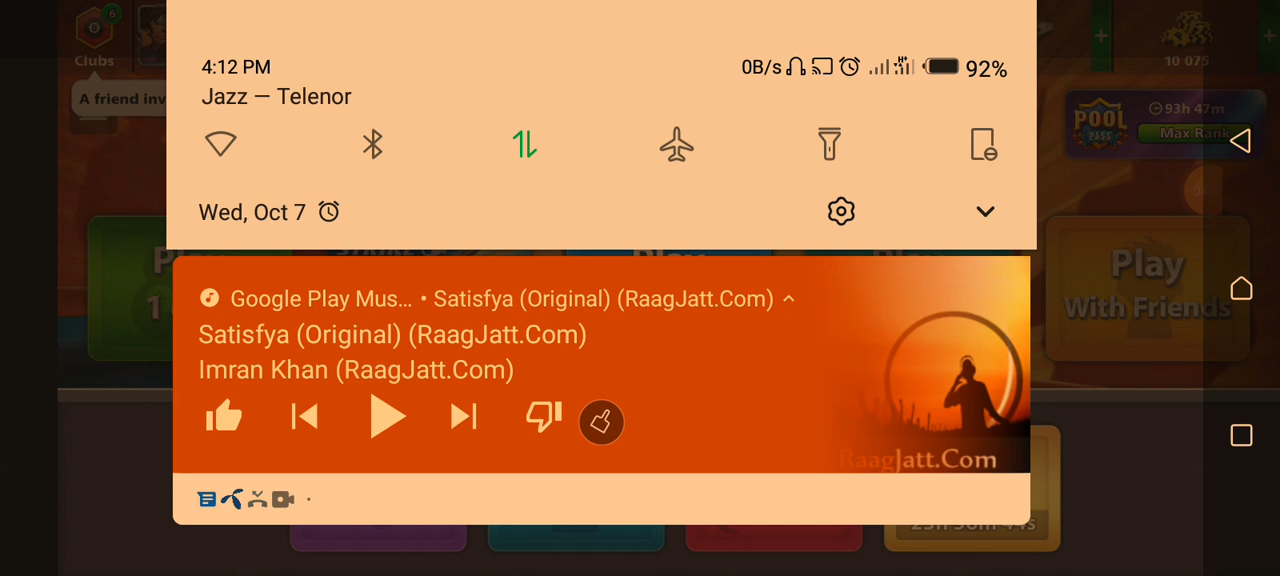 Clubs
6
A friend inv
10 075
93h 47m
POOL
PASS
Max Rank
4:12 PM
0B/s
H+
92%
Jazz — Telenor
Wed, Oct 7
Play
Play
With Friends
Google Play Mus... • Satisfya (Original) (RaagJatt.Com)
Satisfya (Original) (RaagJatt.Com)
Imran Khan (RaagJatt.Com)
RaagJatt.Com